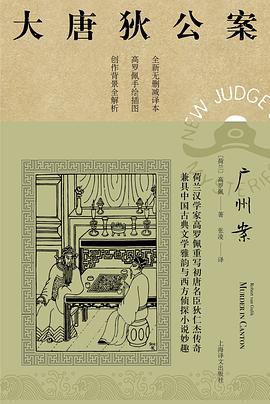 大唐狄公案
全新无删减译本
高罗佩手绘插图
创作背景全解析
NEW JUDGE
荷兰汉学家高罗佩重写初唐名臣狄仁杰传奇
兼具中国古典文学雅韵与西方侦探小说妙趣
广州案
(荷兰) 高罗佩 著
张凌 译
Robert van Gulik
MURDER IN CANTON
上海译文出版社